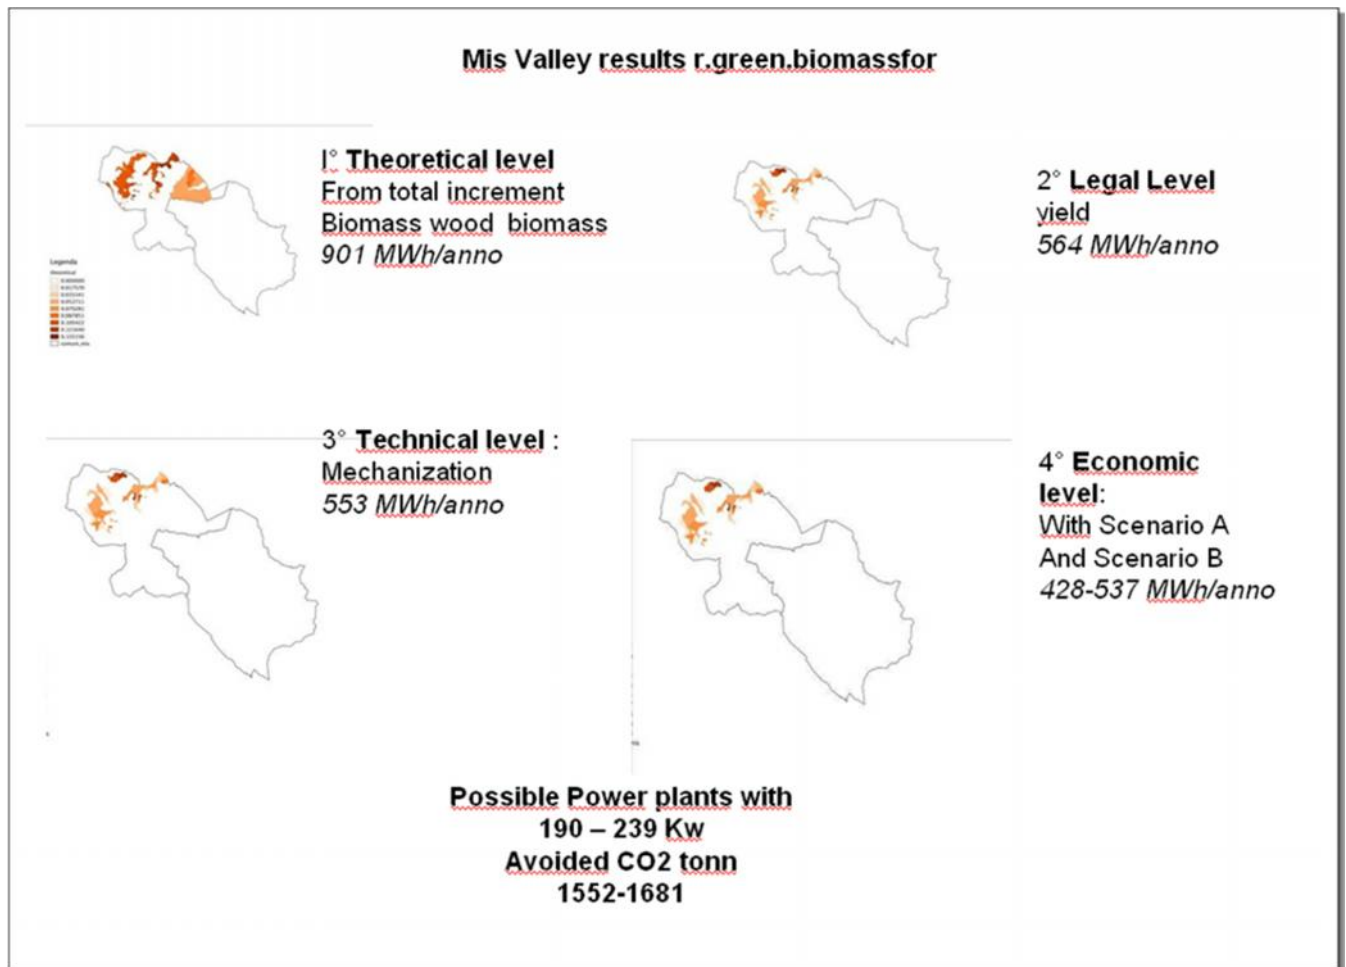 Mis Valley results r.green.biomassfor
I° Theoretical level
From total increment
Biomass wood biomass
901 MWh/anno
2° Legal Level
yield
564 MWh/anno
Legenda
theoretical
3° Technical level :
Mechanization
553 MWh/anno
4° Economic
level:
With Scenario A
And Scenario B
428-537 MWh/anno
Possible Power plants with
190 – 239 Kw
Avoided CO2 tonn
1552-1681